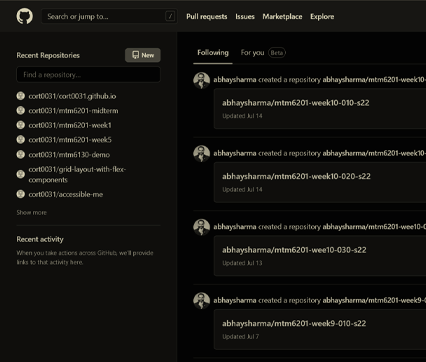 Search or jump to... /
Pull requests Issues Marketplace Explore
Recent Repositories
New
Find a repository...
cort0031/cort0031.github.io
cort0031/mtm6201-midterm
cort0031/mtm6201-week1
cort0031/mtm6201-week5
cort0031/mtm6130-demo
cort0031/grid-layout-with-flex-
components
cort0031/accessible-me
Show more
Recent activity
When you take actions across GitHub, we'll provide
links to that activity here.
Following For you Beta
abhaysharma created a repository abhaysharma/mtm6201-week10-
abhaysharma/mtm6201-week10-010-s22
Updated Jul 14
abhaysharma created a repository abhaysharma/mtm6201-week10-
abhaysharma/mtm6201-week10-020-s22
Updated Jul 14
abhaysharma created a repository abhaysharma/mtm6201-wee10-0
abhaysharma/mtm6201-wee10-030-s22
Updated Jul 13
abhaysharma created a repository abhaysharma/mtm6201-week9-0
abhaysharma/mtm6201-week9-010-s22
Updated Jul 7